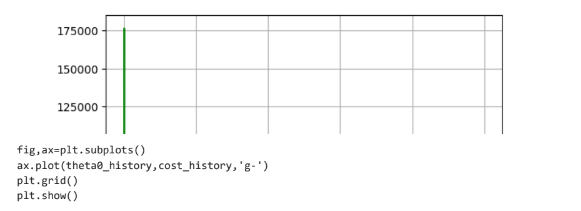 175000
150000
125000
fig,ax=plt.subplots()
ax.plot(theta0_history,cost_history,'g-')
plt.grid()
plt.show()